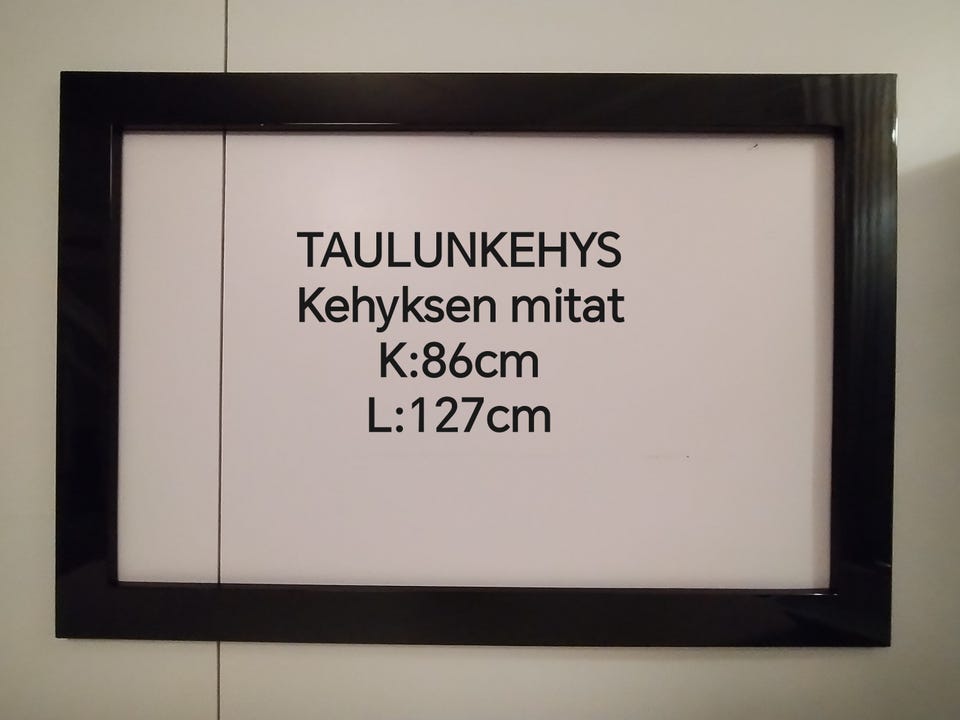 TAULUNKEHYS
Kehyksen mitat
K:86cm
L:127cm